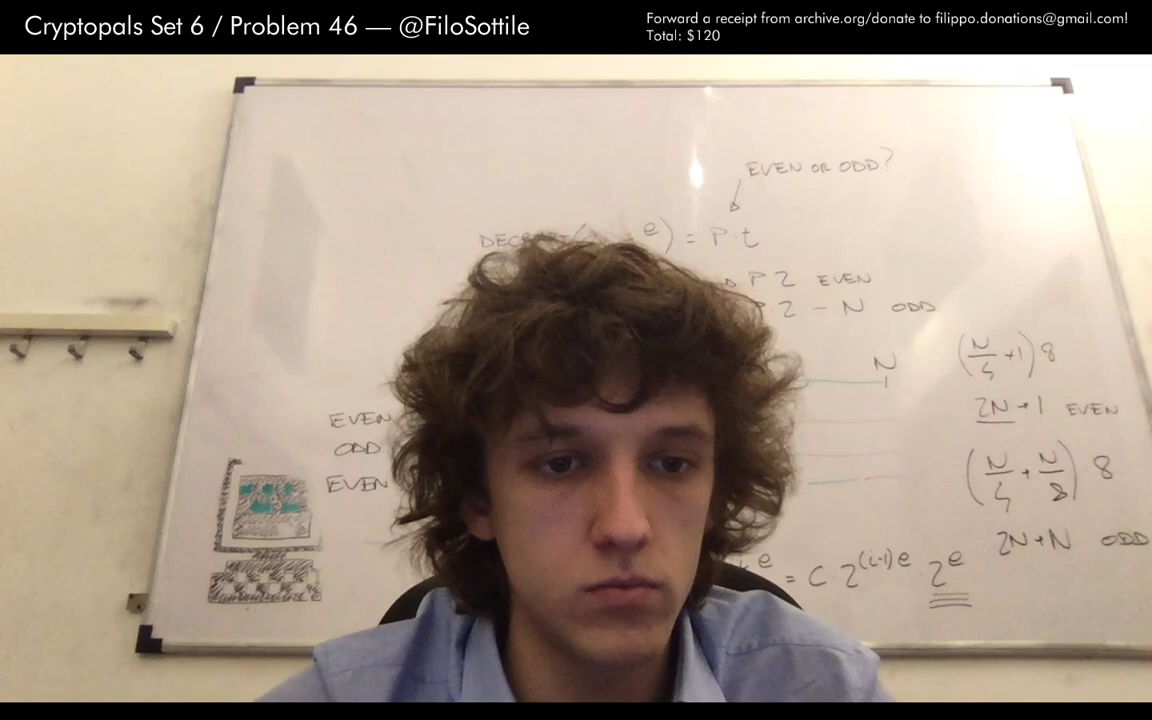 Cryptopals Set 6 / Problem 46 — @FiloSottile
Forward a receipt from archive.org/donate to filippo.donations@gmail.com!
Total: $120
EVEN OR ODD?
e) = P t
P 2 EVEN
P 2 - N ODD
N
EVEN
ODD
EVEN
(N/4 +1) 8
2N+1 EVEN
(N/4 + N/8) 8
2N+N ODD
e = C 2^(i-1)e 2^e